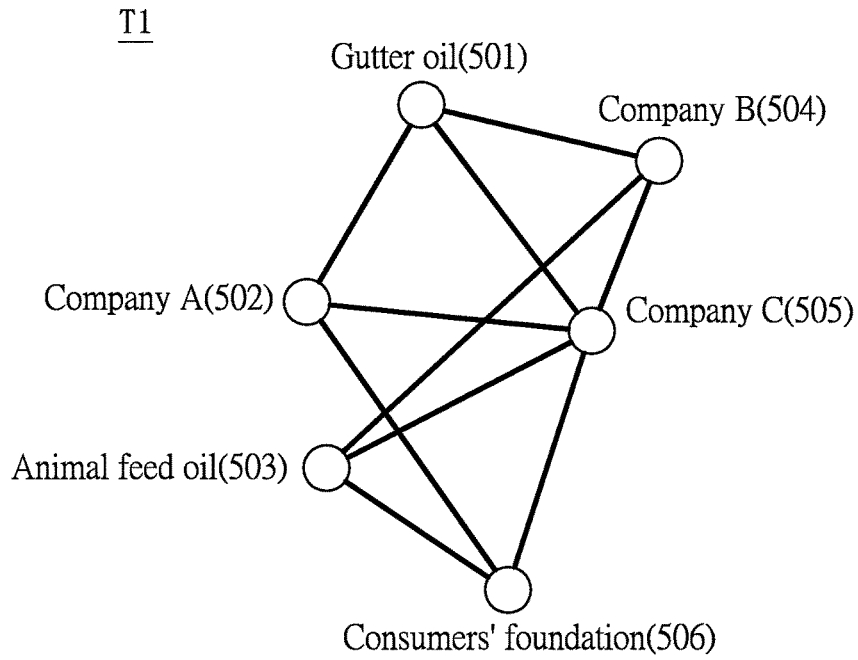 T1
Gutter oil(501)
Company B(504)
Company A(502)
Company C(505)
Animal feed oil(503)
Consumers' foundation(506)